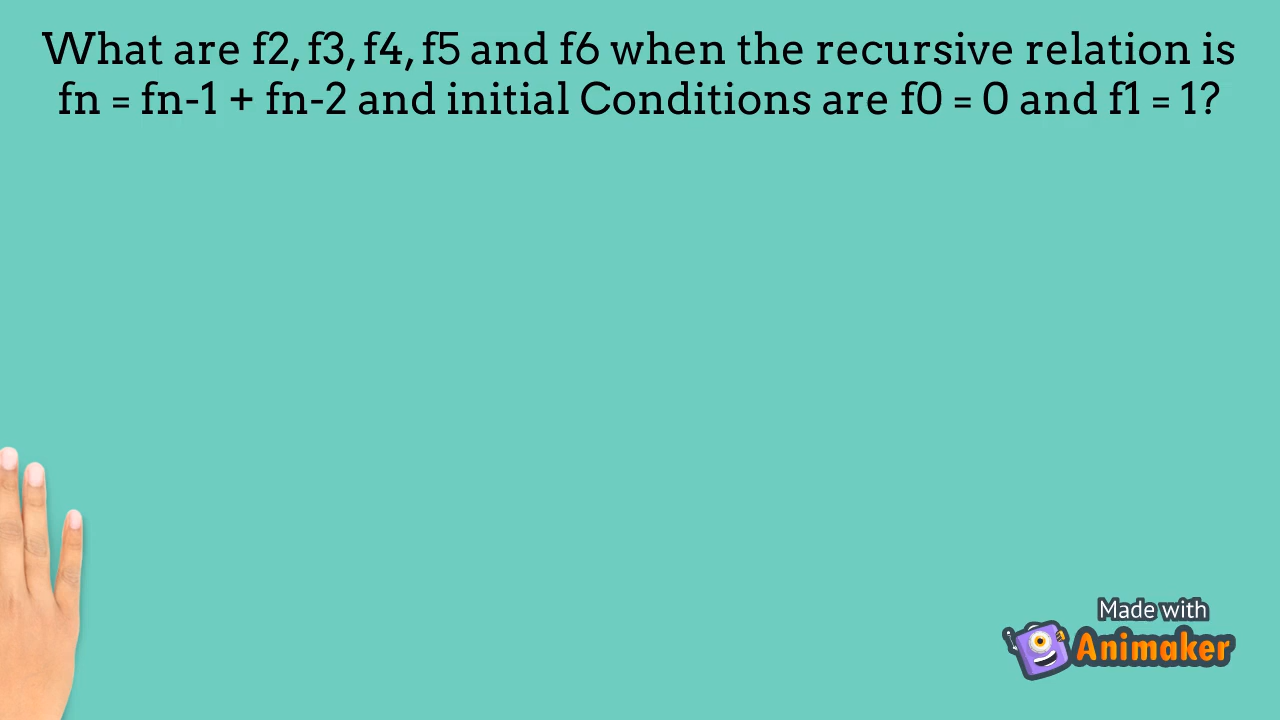 What are f2, f3, f4, f5 and f6 when the recursive relation is
fn = fn-1 + fn-2 and initial Conditions are f0 = 0 and f1 = 1?
Made with
Animaker